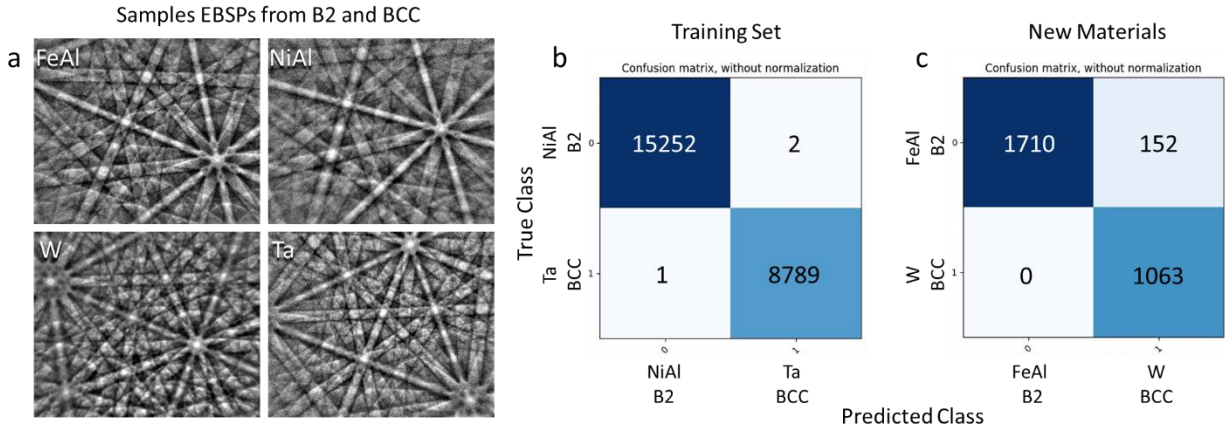 Samples EBSPs from B2 and BCC
a
FeAl
NiAl
W
Ta
Training Set
b
Confusion matrix, without normalization
True Class
NiAl
B2
0
15252
2
Ta
BCC
1
1
8789
0
1
NiAl
B2
Ta
BCC
New Materials
c
Confusion matrix, without normalization
FeAl
B2
0
1710
152
W
BCC
1
0
1063
0
1
FeAl
B2
W
BCC
Predicted Class